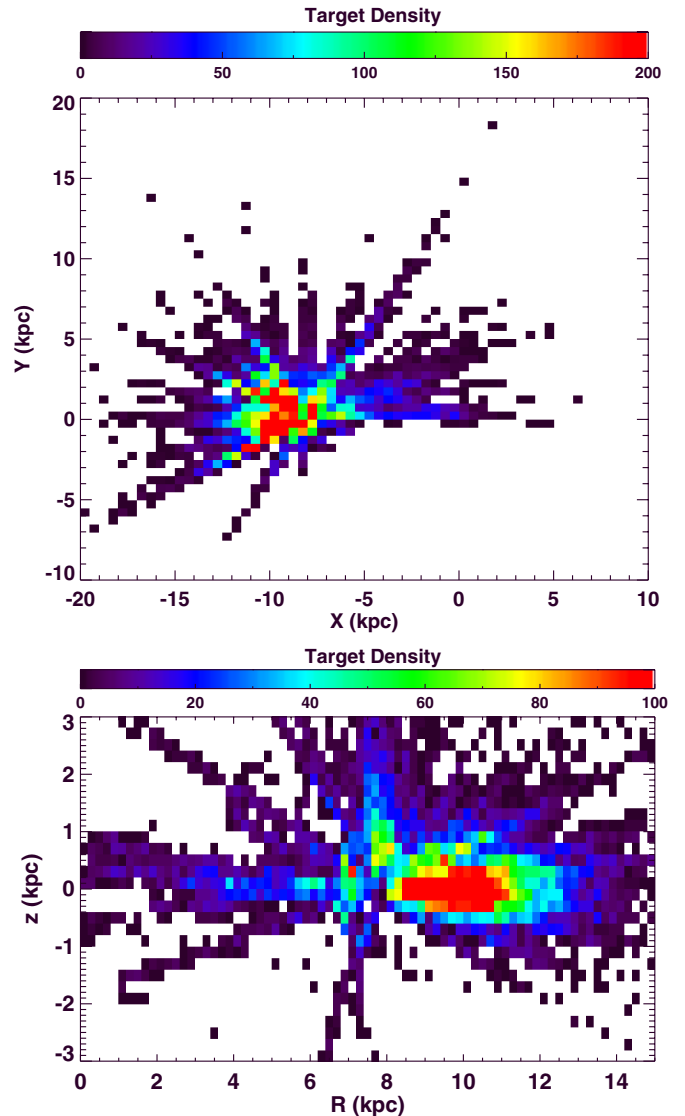 Target Density
0 50 100 150 200
20
15
10
5
0
-5
-10
Y (kpc)
-20 -15 -10 -5 0 5 10
X (kpc)
Target Density
0 20 40 60 80 100
3
2
1
0
-1
-2
-3
z (kpc)
0 2 4 6 8 10 12 14
R (kpc)